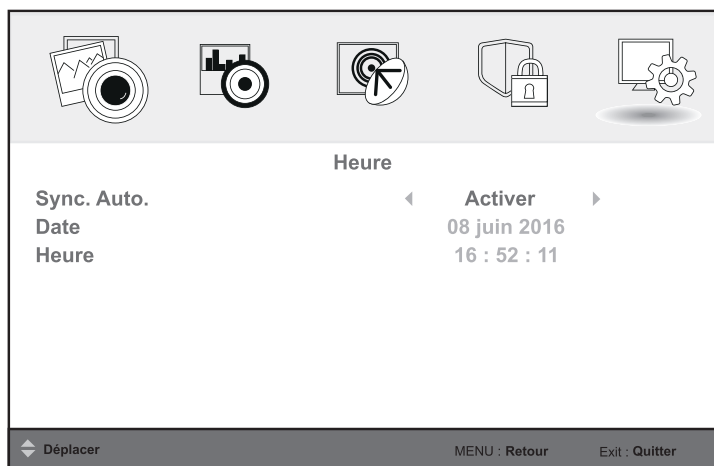 Heure
Sync. Auto. Activer
Date 08 juin 2016
Heure 16 : 52 : 11
Déplacer MENU : Retour Exit : Quitter